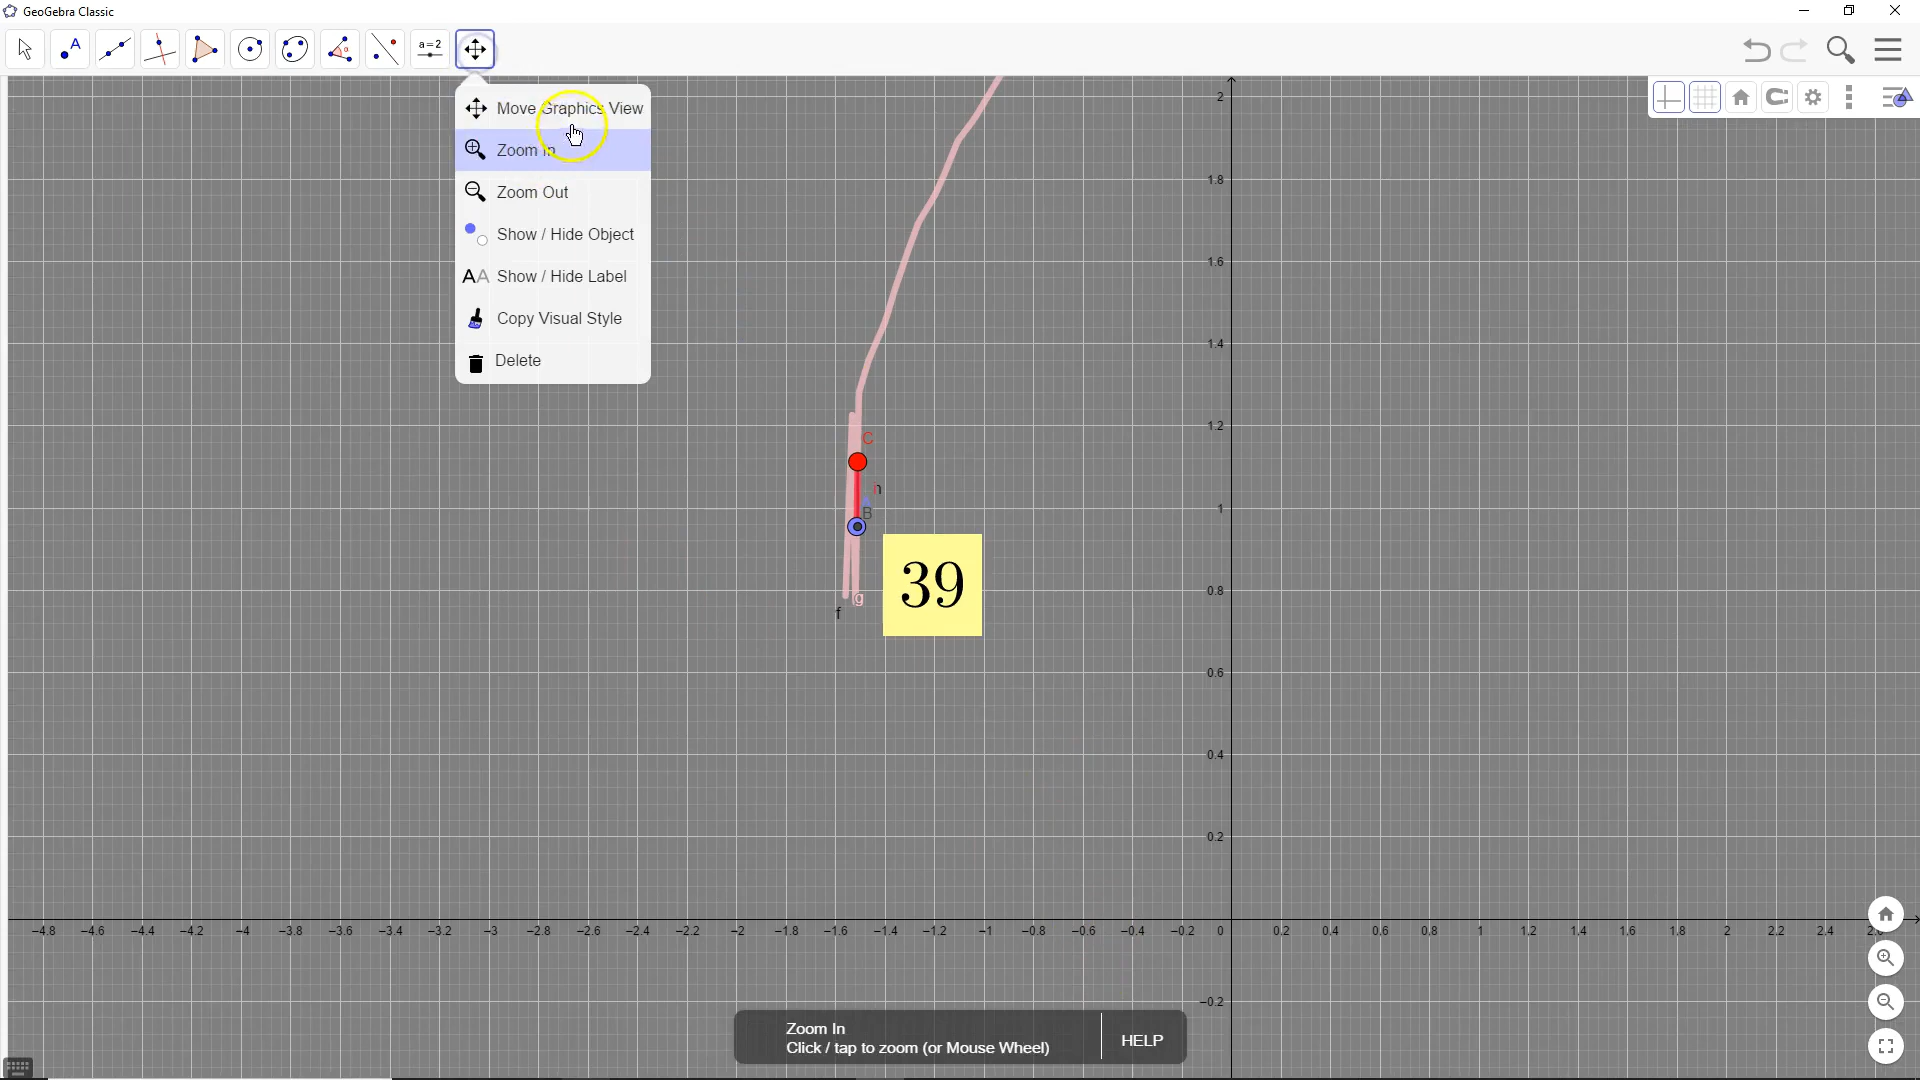 GeoGebra Classic
A
a=2
Move Graphics View
Zoom In
Zoom Out
Show / Hide Object
AA Show / Hide Label
Copy Visual Style
Delete
2
1.8
1.6
1.4
1.2
1
0.8
0.6
0.4
0.2
-0.2
C
h
B
39
f
g
-4.8 -4.6 -4.4 -4.2 -4 -3.8 -3.6 -3.4 -3.2 -3 -2.8 -2.6 -2.4 -2.2 -2 -1.8 -1.6 -1.4 -1.2 -1 -0.8 -0.6 -0.4 -0.2 0 0.2 0.4 0.6 0.8 1 1.2 1.4 1.6 1.8 2 2.2 2.4
Zoom In
Click / tap to zoom (or Mouse Wheel)
HELP